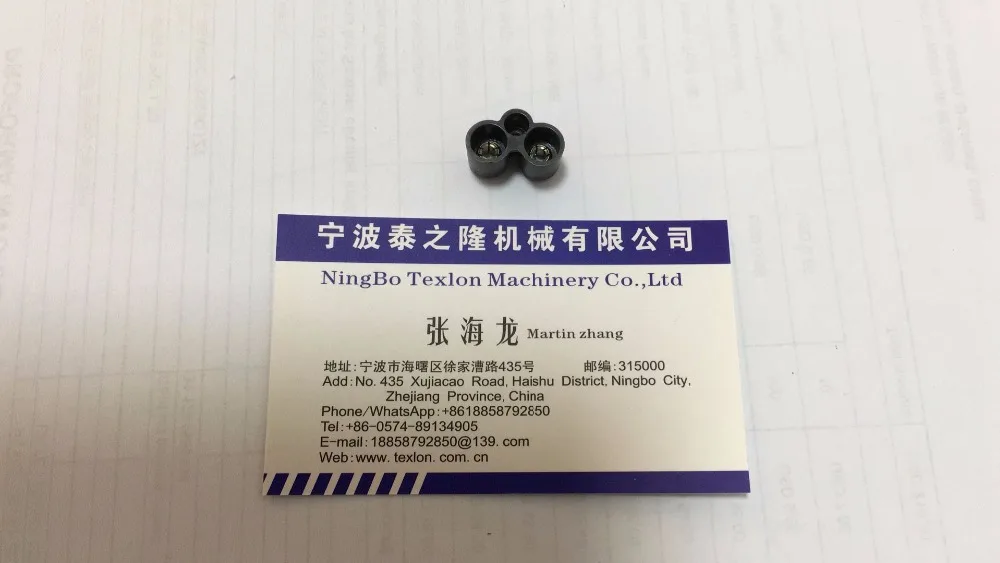 宁波泰之隆机械有限公司
NingBo Texlon Machinery Co.,Ltd
张海龙 Martin zhang
地址:宁波市海曙区徐家漕路435号 邮编:315000
Add:No. 435 Xujiacao Road, Haishu District, Ningbo City,
Zhejiang Province, China
Phone/WhatsApp:+8618858792850
Tel:+86-0574-89134905
E-mail:18858792850@139. com
Web:www. texlon. com. cn